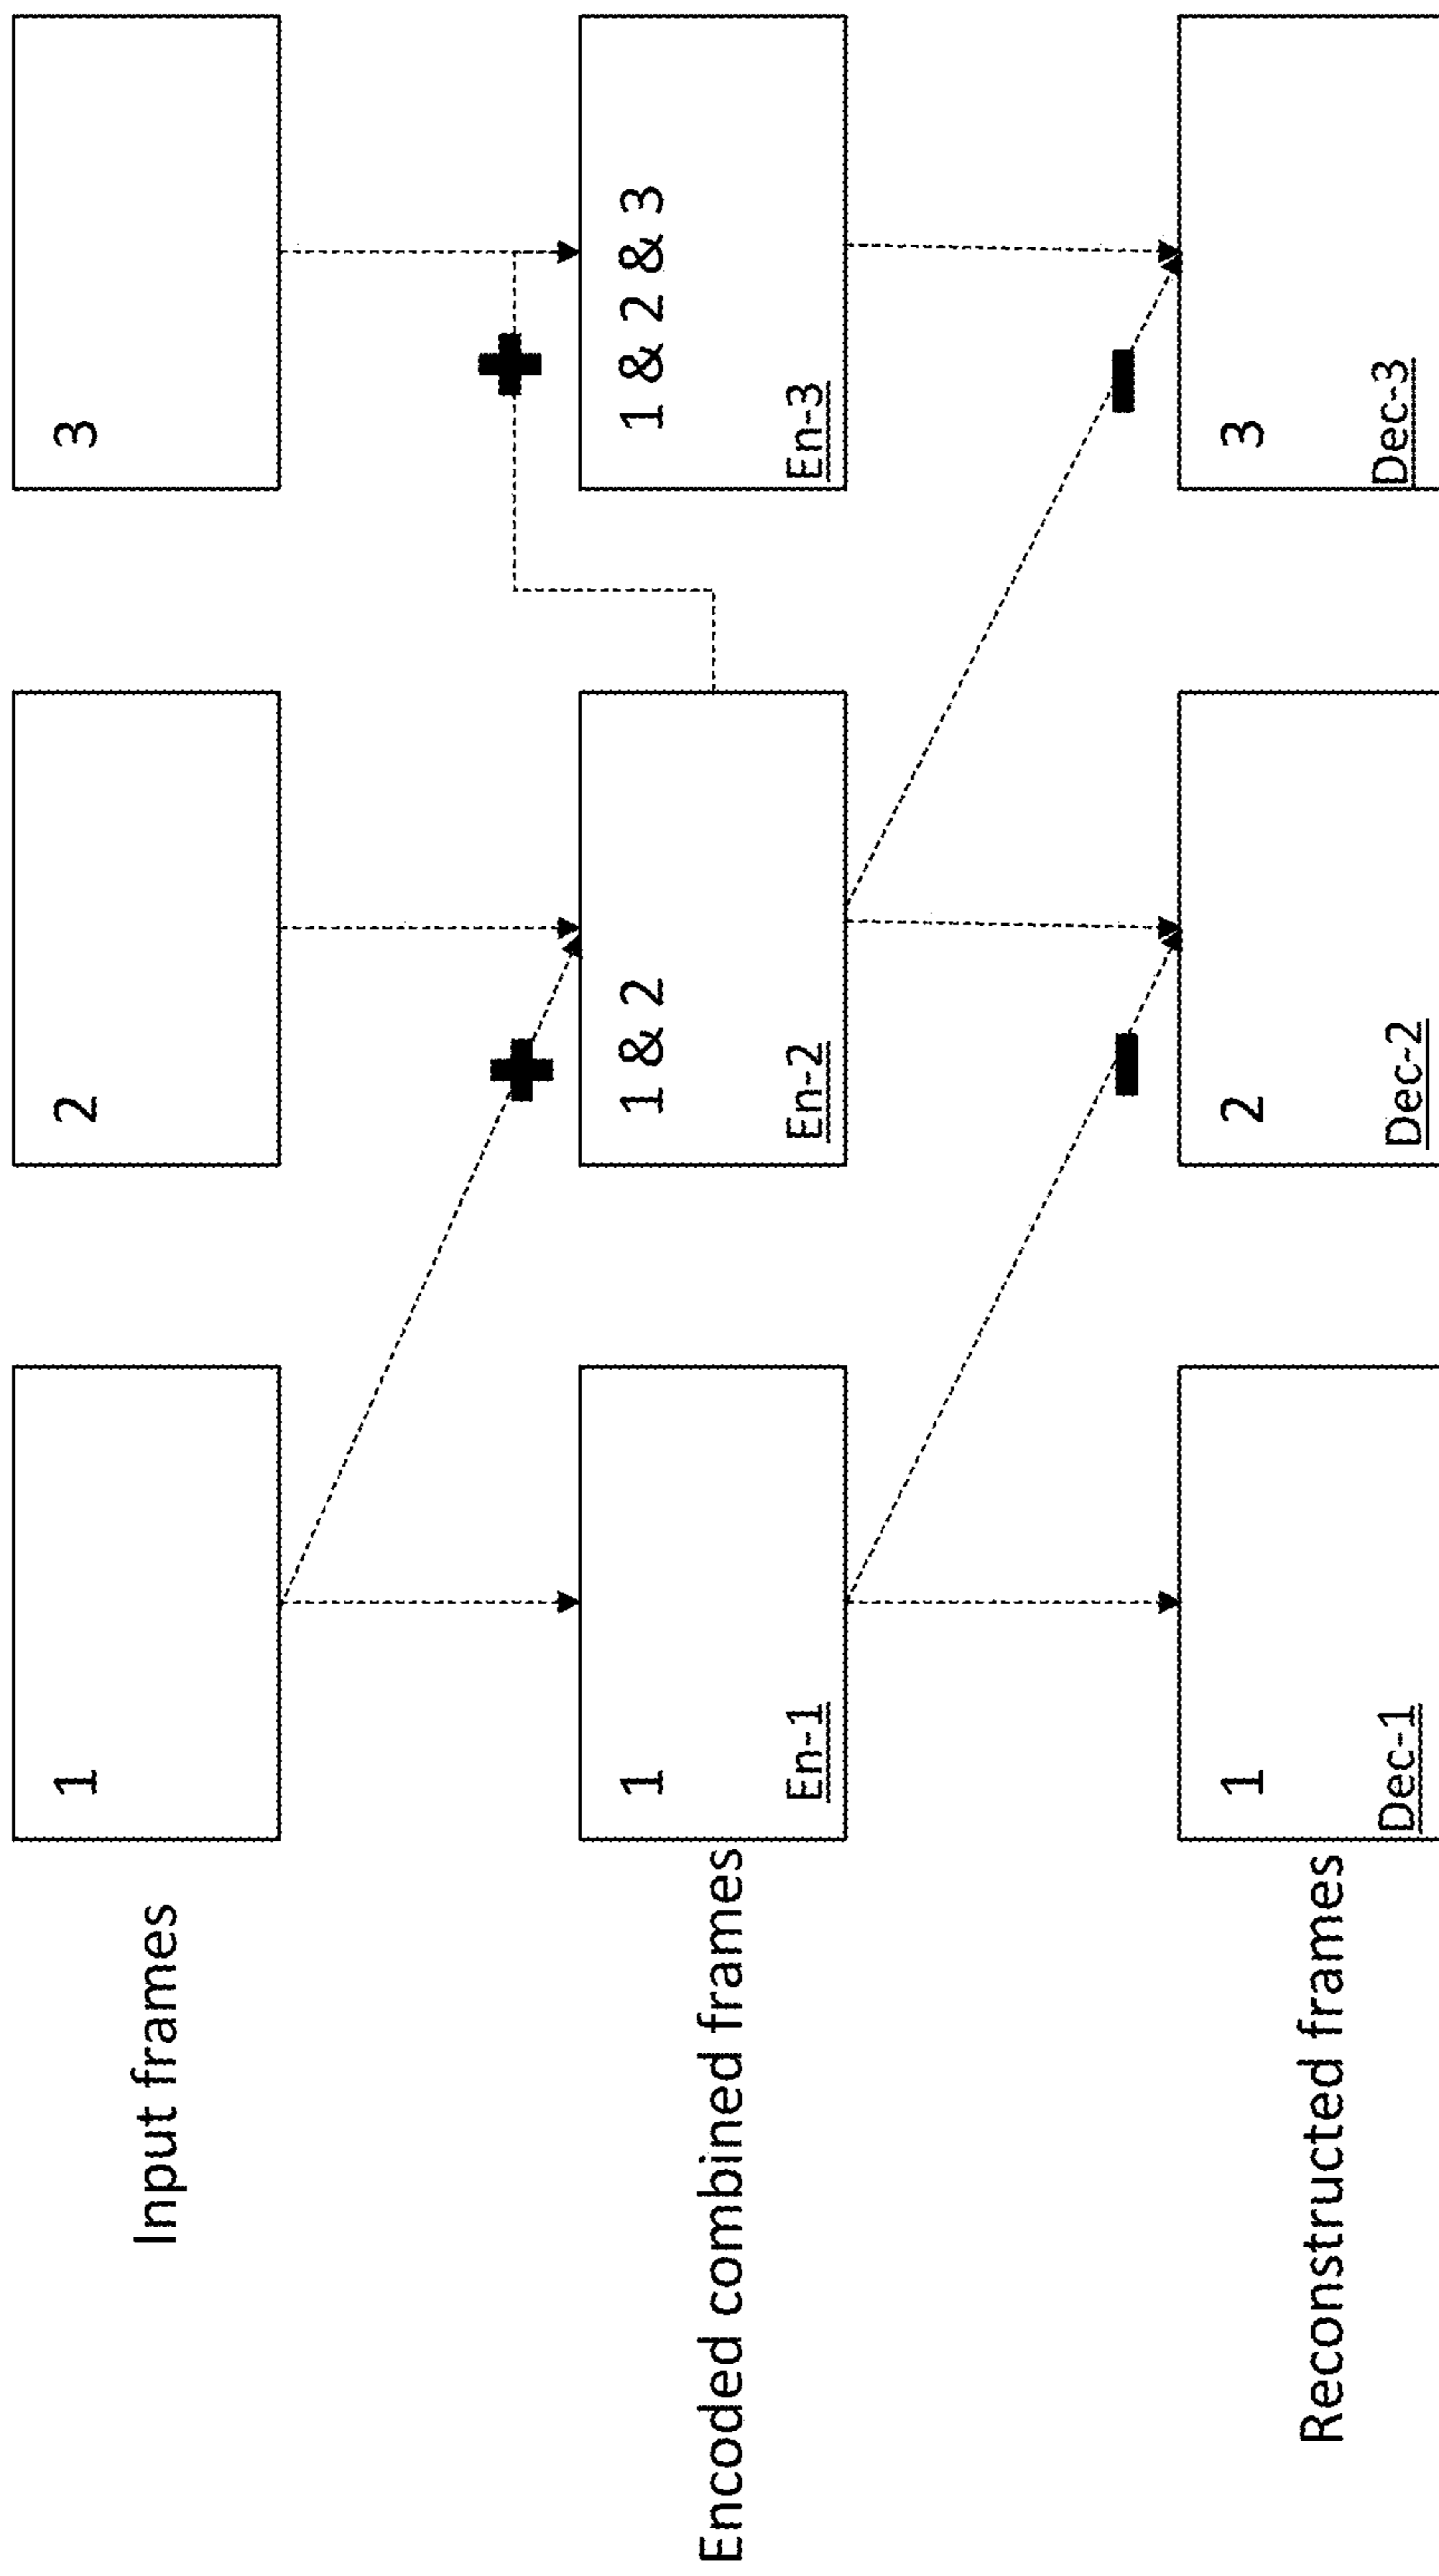 Input frames
1
2
3
Encoded combined frames
1
En-1
1 & 2
En-2
1 & 2 & 3
En-3
Reconstructed frames
1
Dec-1
2
Dec-2
3
Dec-3